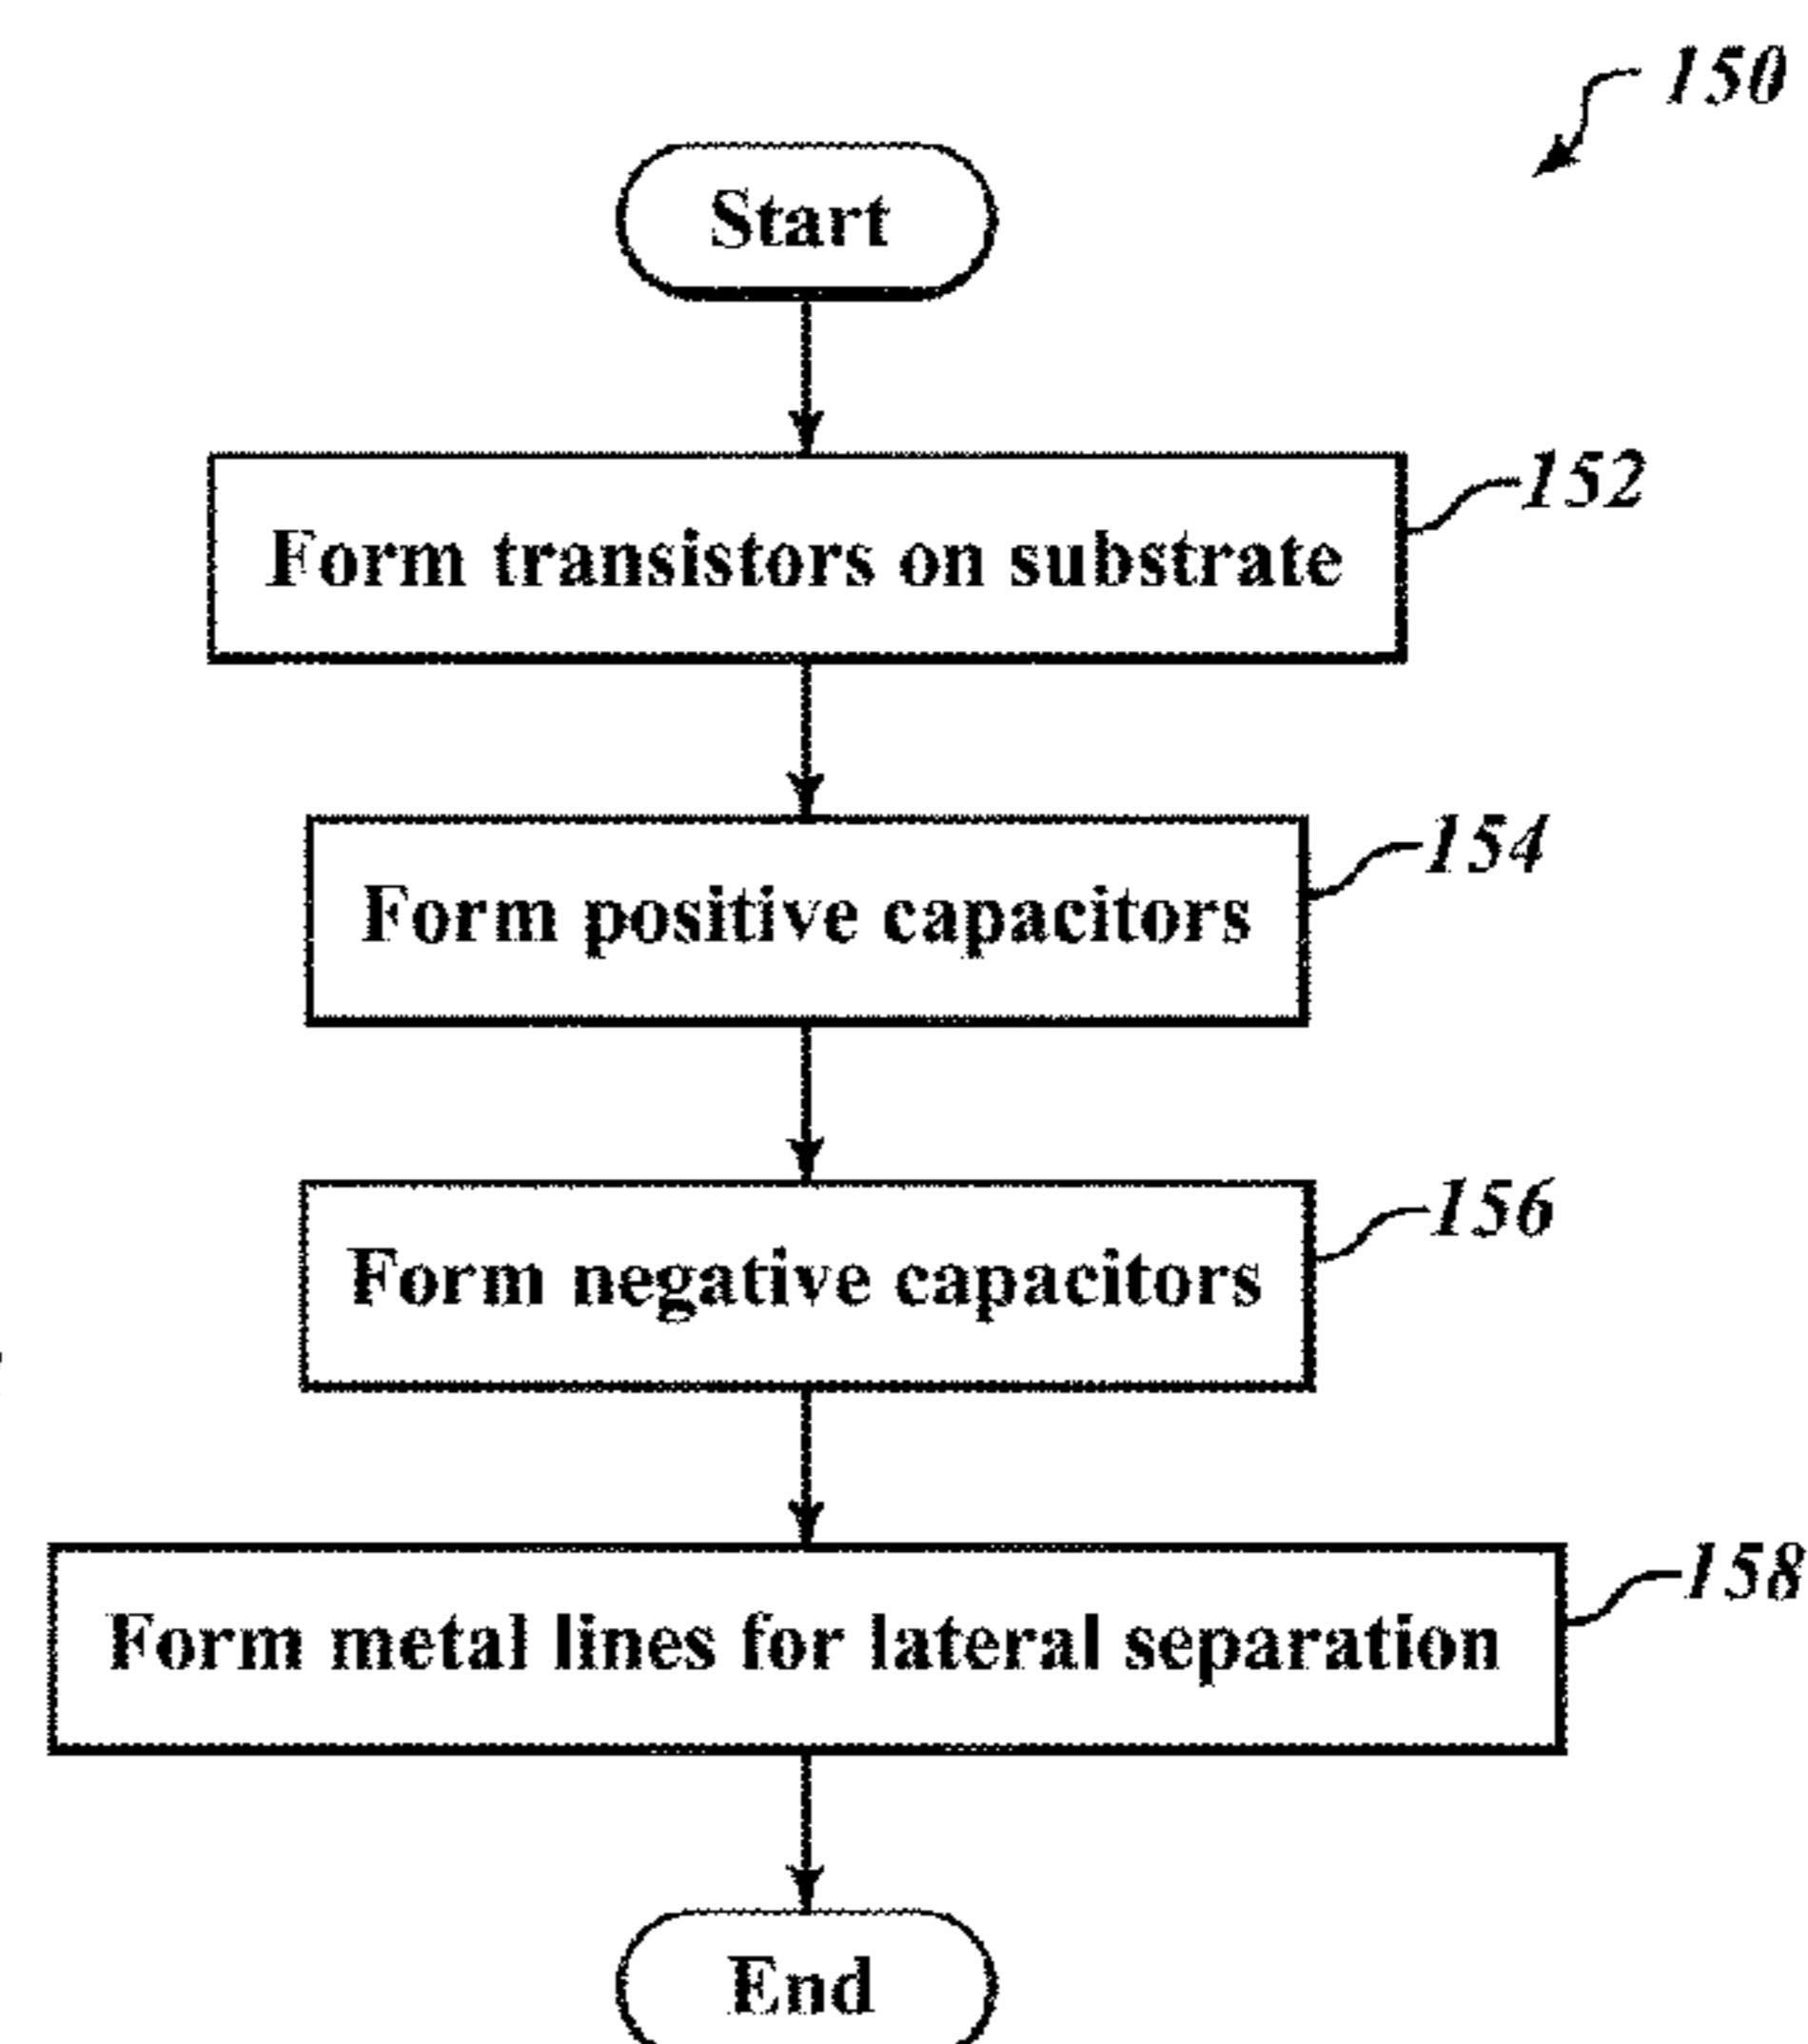 150
Start
Form transistors on substrate
152
Form positive capacitors
154
Form negative capacitors
156
Form metal lines for lateral separation
158
End